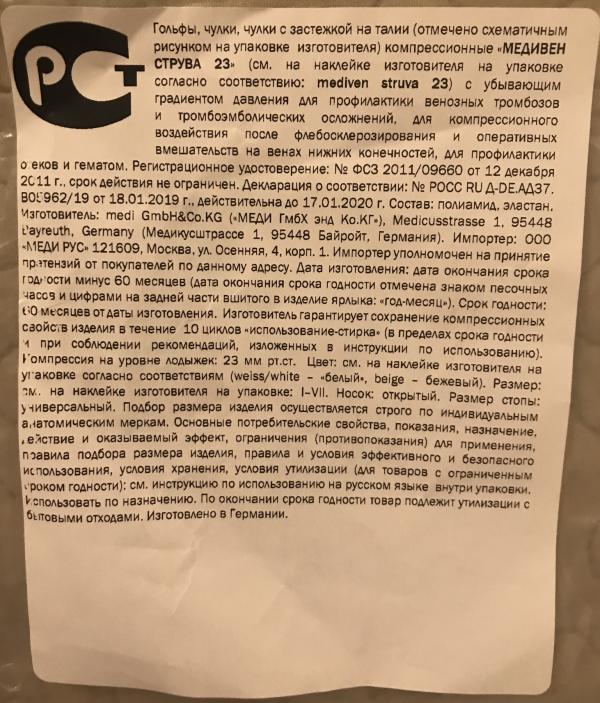 РСТ
Гольфы, чулки, чулки с застежкой на талии (отмечено схематичным
рисунком на упаковке изготовителя) компрессионные «МЕДИВЕН
СТРУВА 23» (см. на наклейке изготовителя на упаковке
согласно соответствию: mediven struva 23) с убывающим
градиентом давления для профилактики венозных тромбозов
и тромбоэмболических осложнений, для компрессионного
воздействия после флебосклерозирования и оперативных
вмешательств на венах нижних конечностей, для профилактики
отеков и гематом. Регистрационное удостоверение: № ФСЗ 2011/09660 от 12 декабря
2011 г., срок действия не ограничен. Декларация о соответствии: № РОСС RU Д-DE.АД37.
В05962/19 от 18.01.2019 г., действительна до 17.01.2020 г. Состав: полиамид, эластан.
Изготовитель: medi GmbH&Co.KG («МЕДИ ГмбХ энд Ко.КГ»), Medicusstrasse 1, 95448
Bayreuth, Germany (Медикусштрассе 1, 95448 Байройт, Германия). Импортер: ООО
«МЕДИ РУС» 121609, Москва, ул. Осенняя, 4, корп. 1. Импортер уполномочен на принятие
претензий от покупателей по данному адресу. Дата изготовления: дата окончания срока
годности минус 60 месяцев (дата окончания срока годности отмечена знаком песочных
часов и цифрами на задней части вшитого в изделие ярлыка: «год-месяц»). Срок годности:
60 месяцев от даты изготовления. Изготовитель гарантирует сохранение компрессионных
свойств изделия в течение 10 циклов «использование-стирка» (в пределах срока годности
и при соблюдении рекомендаций, изложенных в инструкции по использованию).
Компрессия на уровне лодыжек: 23 мм рт.ст. Цвет: см. на наклейке изготовителя на
упаковке согласно соответствиям (weiss/white – «белый», beige – бежевый). Размер:
см. на наклейке изготовителя на упаковке: I-VII. Носок: открытый. Размер стопы:
универсальный. Подбор размера изделия осуществляется строго по индивидуальным
анатомическим меркам. Основные потребительские свойства, показания, назначение,
действие и оказываемый эффект, ограничения (противопоказания) для применения,
правила подбора размера изделия, правила и условия эффективного и безопасного
использования, условия хранения, условия утилизации (для товаров с ограниченным
сроком годности): см. инструкцию по использованию на русском языке внутри упаковки.
Использовать по назначению. По окончании срока годности товар подлежит утилизации с
бытовыми отходами. Изготовлено в Германии.